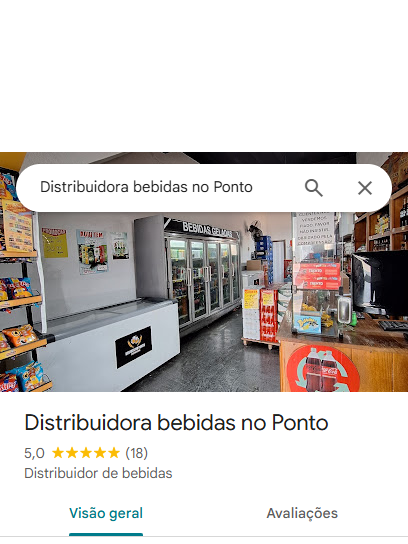 Distribuidora bebidas no Ponto
BEBIDAS GELADAS
Distribuidora bebidas no Ponto
5,0 (18)
Distribuidor de bebidas
Visão geral
Avaliações